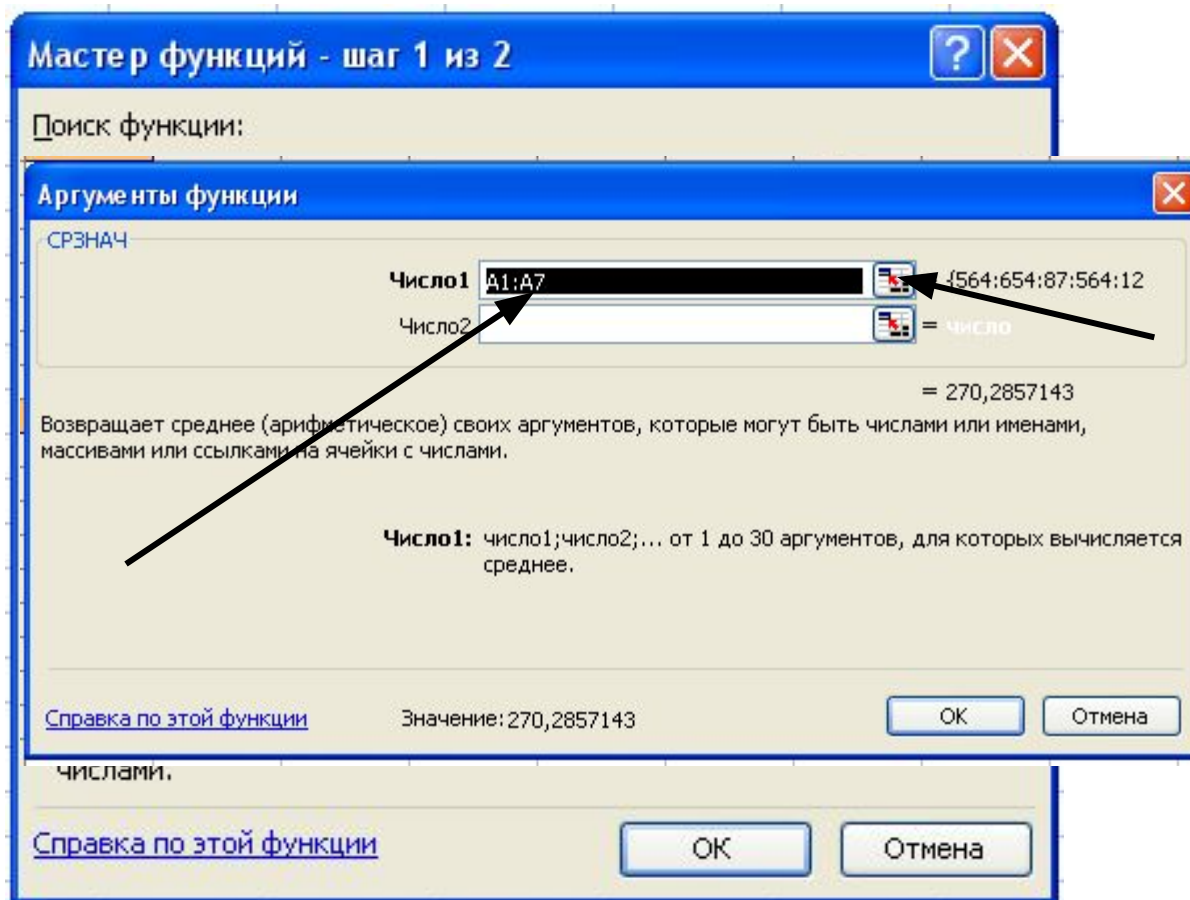 Мастер функций - шаг 1 из 2
Поиск функции:
Аргументы функции
СРЗНАЧ
Число1 A1:A7 {564:654:87:564:12
Число2 = число
= 270,2857143
Возвращает среднее (арифметическое) своих аргументов, которые могут быть числами или именами,
массивами или ссылками на ячейки с числами.
Число1: число1;число2;... от 1 до 30 аргументов, для которых вычисляется
среднее.
Справка по этой функции Значение:270,2857143 ОК Отмена
числами.
Справка по этой функции ОК Отмена